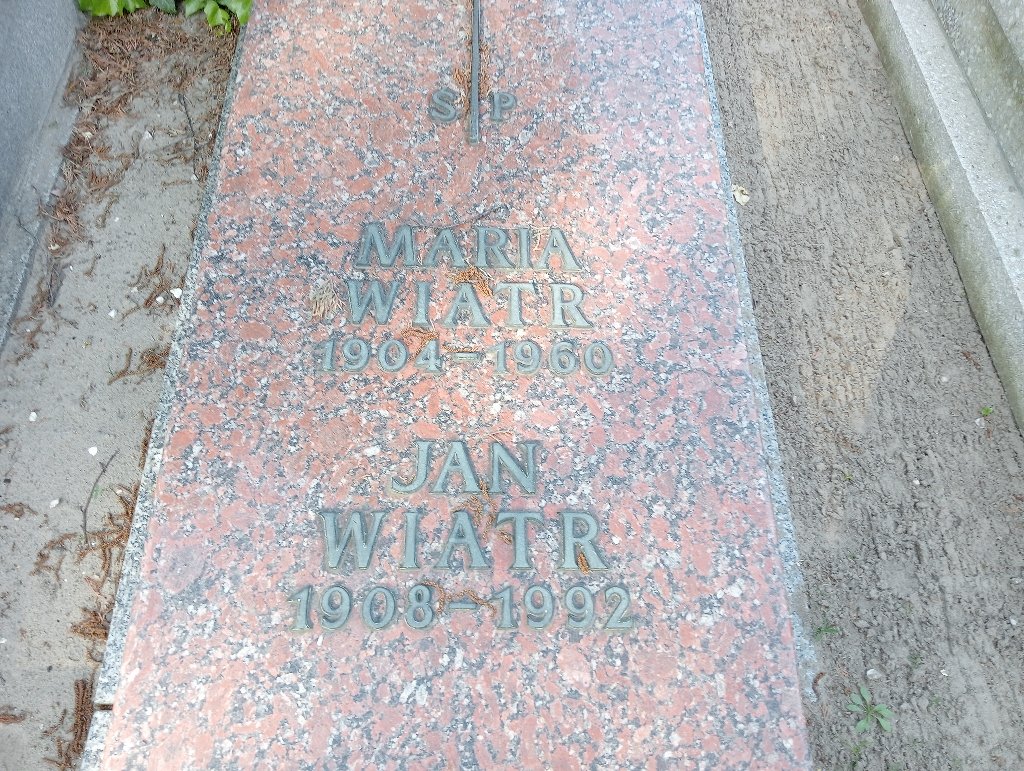 S P
MARIA
WIATR
1904-1960
JAN
WIATR
1908-1992